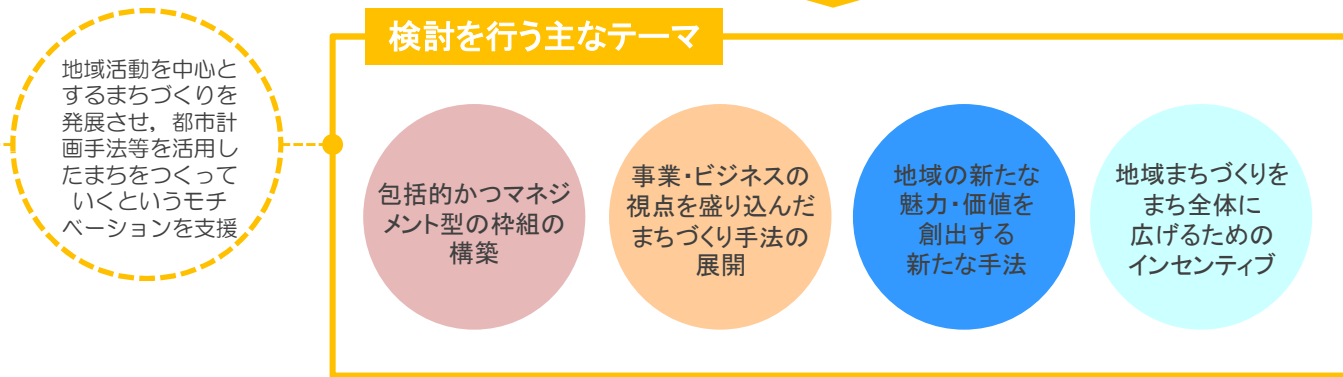 検討を行う主なテーマ
地域活動を中心と
するまちづくりを
発展させ，都市計
画手法等を活用し
たまちをつくって
いくというモチ
ベーションを支援
包括的かつマネジ
メント型の枠組の
構築
事業・ビジネスの
視点を盛り込んだ
まちづくり手法の
展開
地域の新たな
魅力・価値を
創出する
新たな手法
地域まちづくりを
まち全体に
広げるための
インセンティブ